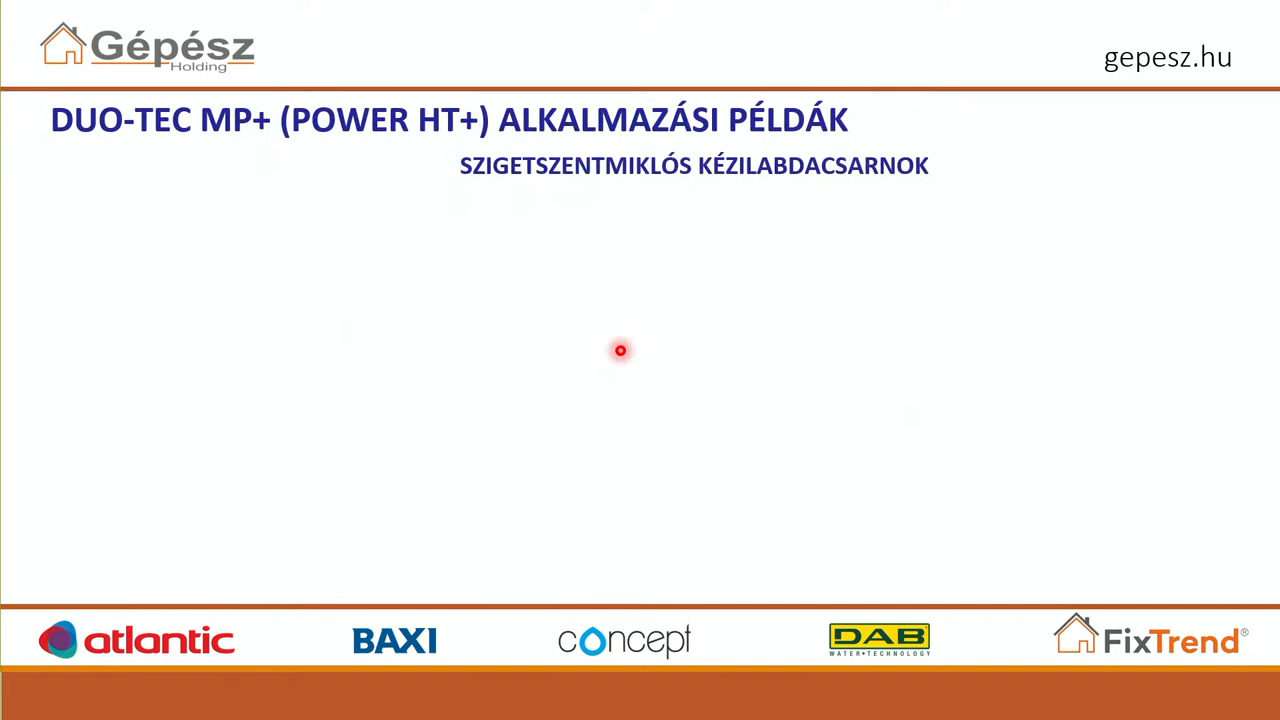 Gépész
Holding
gepesz.hu
DUO-TEC MP+ (POWER HT+) ALKALMAZÁSI PÉLDÁK
SZIGETSZENTMIKLÓS KÉZILABDACSARNOK
atlantic
BAXI
concept
DAB
WATER•TECHNOLOGY
FixTrend®